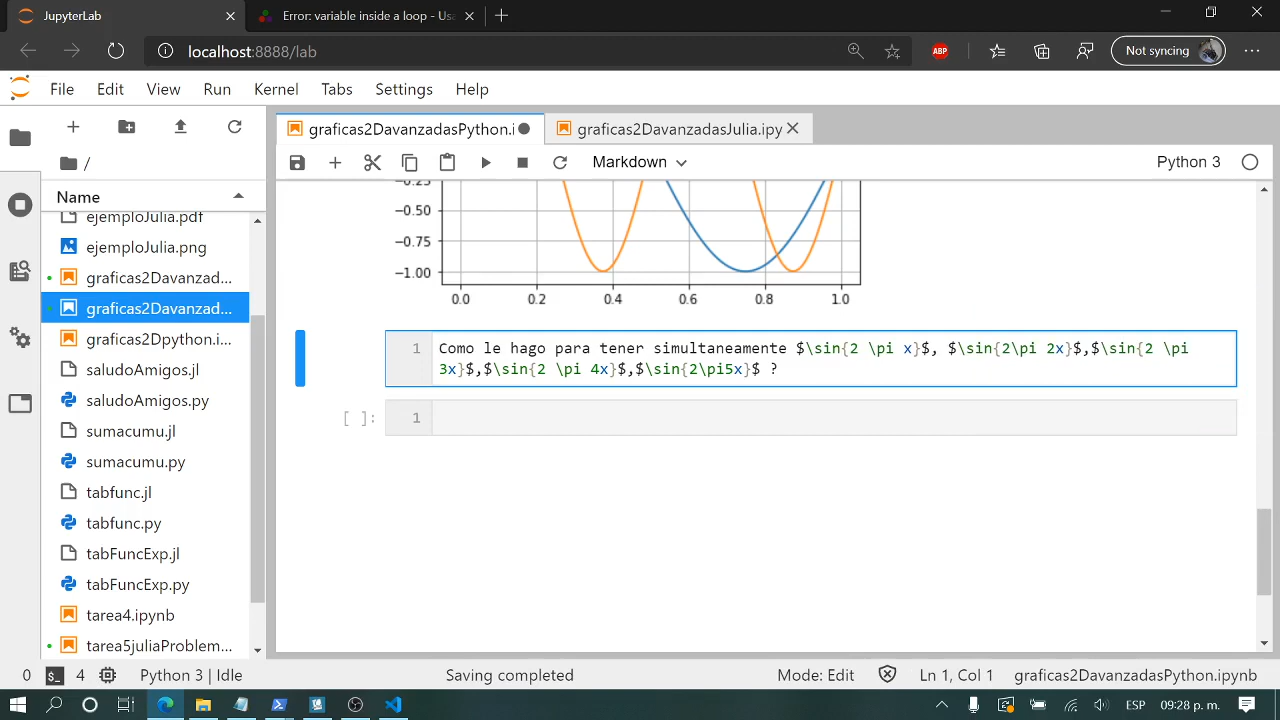 JupyterLab
Error: variable inside a loop - Usa
localhost:8888/lab
ABP
Not syncing
File Edit View Run Kernel Tabs Settings Help
graficas2DavanzadasPython.i
graficas2DavanzadasJulia.ipy
Markdown
Python 3
/
Name
ejemploJulia.pdf
ejemploJulia.png
graficas2Davanzad...
graficas2Davanzad...
graficas2Dpython.i...
saludoAmigos.jl
saludoAmigos.py
sumacumu.jl
sumacumu.py
tabfunc.jl
tabfunc.py
tabFuncExp.jl
tabFuncExp.py
tarea4.ipynb
tarea5juliaProblem...
−0.25
−0.50
−0.75
−1.00
0.0 0.2 0.4 0.6 0.8 1.0
1 Como le hago para tener simultaneamente $\sin{2 \pi x}$, $\sin{2\pi 2x}$,$\sin{2 \pi
3x}$,$\sin{2 \pi 4x}$,$\sin{2\pi5x}$ ?
[ ]: 1
0 $_ 4 Python 3 | Idle Saving completed Mode: Edit Ln 1, Col 1 graficas2DavanzadasPython.ipynb
ESP 09:28 p. m.